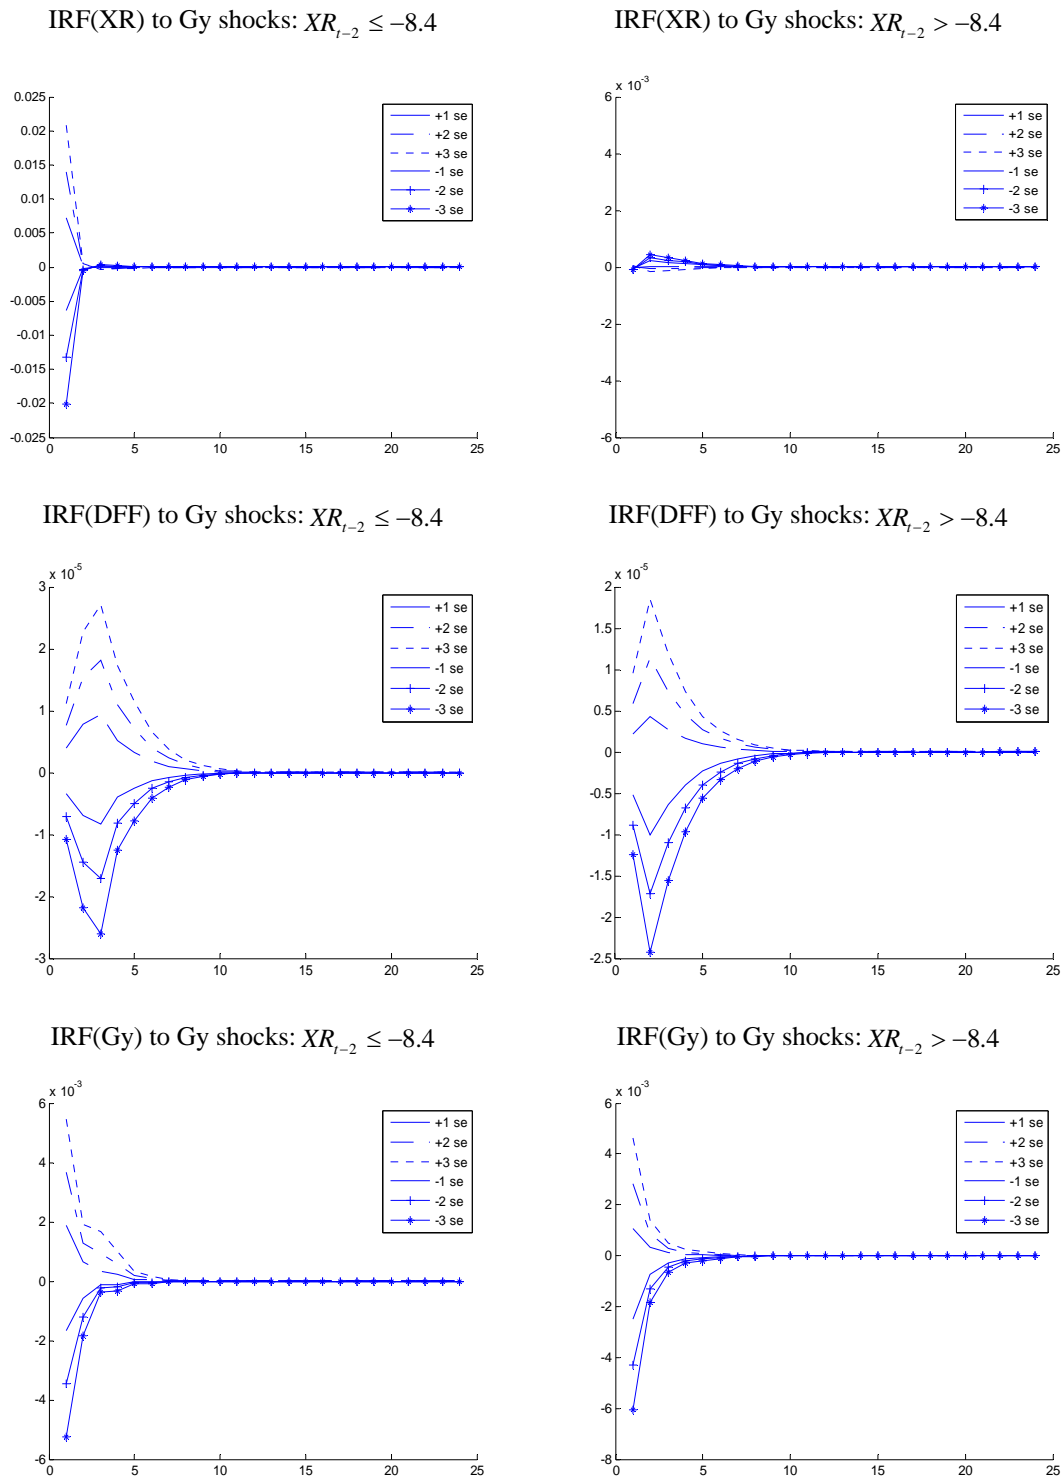 IRF(XR) to Gy shocks: XR_{t-2} ≤ -8.4
0.025
0.02
0.015
0.01
0.005
0
-0.005
-0.01
-0.015
-0.02
-0.025
0 5 10 15 20 25
+1 se
+2 se
+3 se
-1 se
-2 se
-3 se
IRF(XR) to Gy shocks: XR_{t-2} > -8.4
x 10^{-3}
6
4
2
0
-2
-4
-6
0 5 10 15 20 25
+1 se
+2 se
+3 se
-1 se
-2 se
-3 se
IRF(DFF) to Gy shocks: XR_{t-2} ≤ -8.4
x 10^{-5}
3
2
1
0
-1
-2
-3
0 5 10 15 20 25
+1 se
+2 se
+3 se
-1 se
-2 se
-3 se
IRF(DFF) to Gy shocks: XR_{t-2} > -8.4
x 10^{-5}
2
1.5
1
0.5
0
-0.5
-1
-1.5
-2
-2.5
0 5 10 15 20 25
+1 se
+2 se
+3 se
-1 se
-2 se
-3 se
IRF(Gy) to Gy shocks: XR_{t-2} ≤ -8.4
x 10^{-3}
6
4
2
0
-2
-4
-6
0 5 10 15 20 25
+1 se
+2 se
+3 se
-1 se
-2 se
-3 se
IRF(Gy) to Gy shocks: XR_{t-2} > -8.4
x 10^{-3}
6
4
2
0
-2
-4
-6
-8
0 5 10 15 20 25
+1 se
+2 se
+3 se
-1 se
-2 se
-3 se